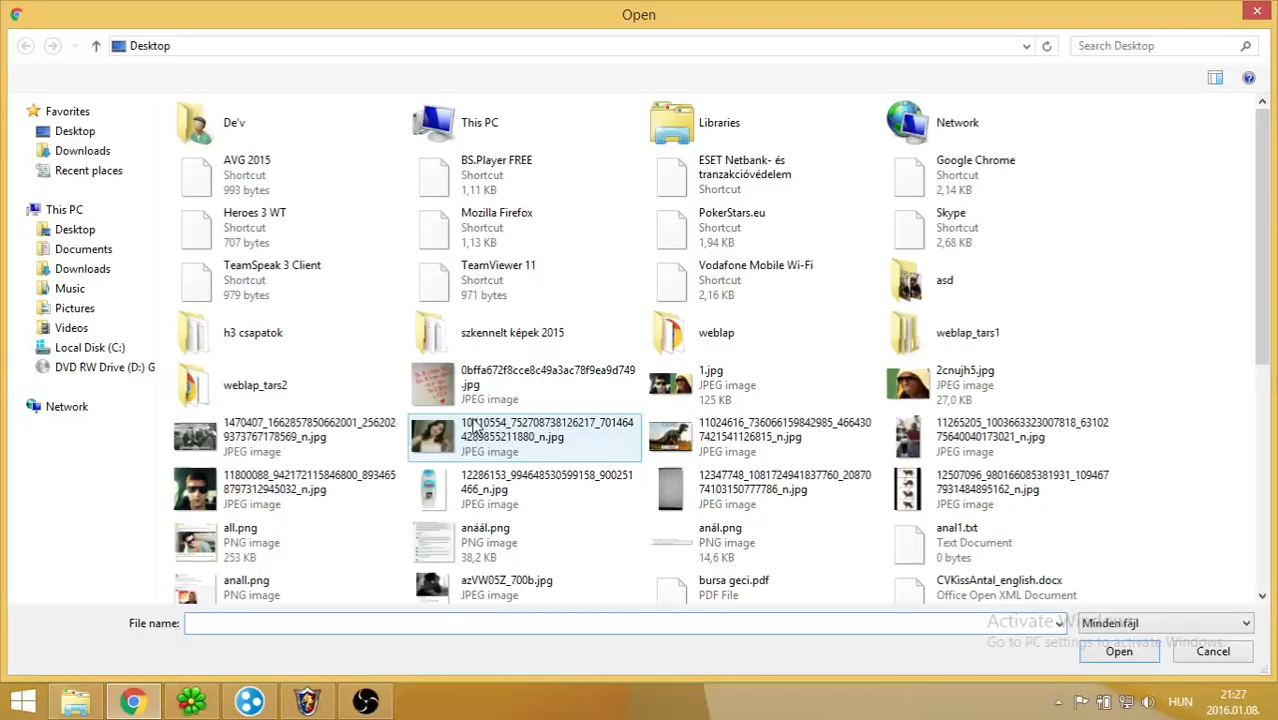 Open
Desktop
Search Desktop
Favorites
Desktop
Downloads
Recent places
This PC
Desktop
Documents
Downloads
Music
Pictures
Videos
Local Disk (C:)
DVD RW Drive (D:) G
Network
De'v
This PC
Libraries
Network
AVG 2015
Shortcut
993 bytes
BS.Player FREE
Shortcut
1,11 KB
ESET Netbank- és
tranzakcióvédelem
Shortcut
Google Chrome
Shortcut
2,14 KB
Heroes 3 WT
Shortcut
707 bytes
Mozilla Firefox
Shortcut
1,13 KB
PokerStars.eu
Shortcut
1,94 KB
Skype
Shortcut
2,68 KB
TeamSpeak 3 Client
Shortcut
979 bytes
TeamViewer 11
Shortcut
971 bytes
Vodafone Mobile Wi-Fi
Shortcut
2,16 KB
asd
h3 csapatok
szkennelt képek 2015
weblap
weblap_tars1
weblap_tars2
0bffa672f8cce8c49a3ac78f9ea9d749
.jpg
JPEG image
1.jpg
JPEG image
125 KB
2cnujh5.jpg
JPEG image
27,0 KB
1470407_1662857850662001_256202
9373767178569_n.jpg
JPEG image
JPEG image
11024616_736066159842985_466430
7421541126815_n.jpg
JPEG image
11265205_1003663323007818_63102
75640040173021_n.jpg
JPEG image
11800088_942172115846800_893465
8797312945032_n.jpg
JPEG image
12286153_994648530599158_900251
466_n.jpg
JPEG image
12347748_1081724941837760_20870
74103150777786_n.jpg
JPEG image
12507096_980166085381931_109467
7931484895162_n.jpg
JPEG image
all.png
PNG image
253 KB
anáál.png
PNG image
38,2 KB
anál.png
PNG image
14,6 KB
anal1.txt
Text Document
0 bytes
anall.png
PNG image
azVW05Z_700b.jpg
JPEG image
bursa geci.pdf
PDF File
CVKissAntal_english.docx
Office Open XML Document
File name:
Minden fájl
Activate Windows
Go to PC settings to activate Windows.
Open
Cancel
HUN
21:27
2016.01.08.